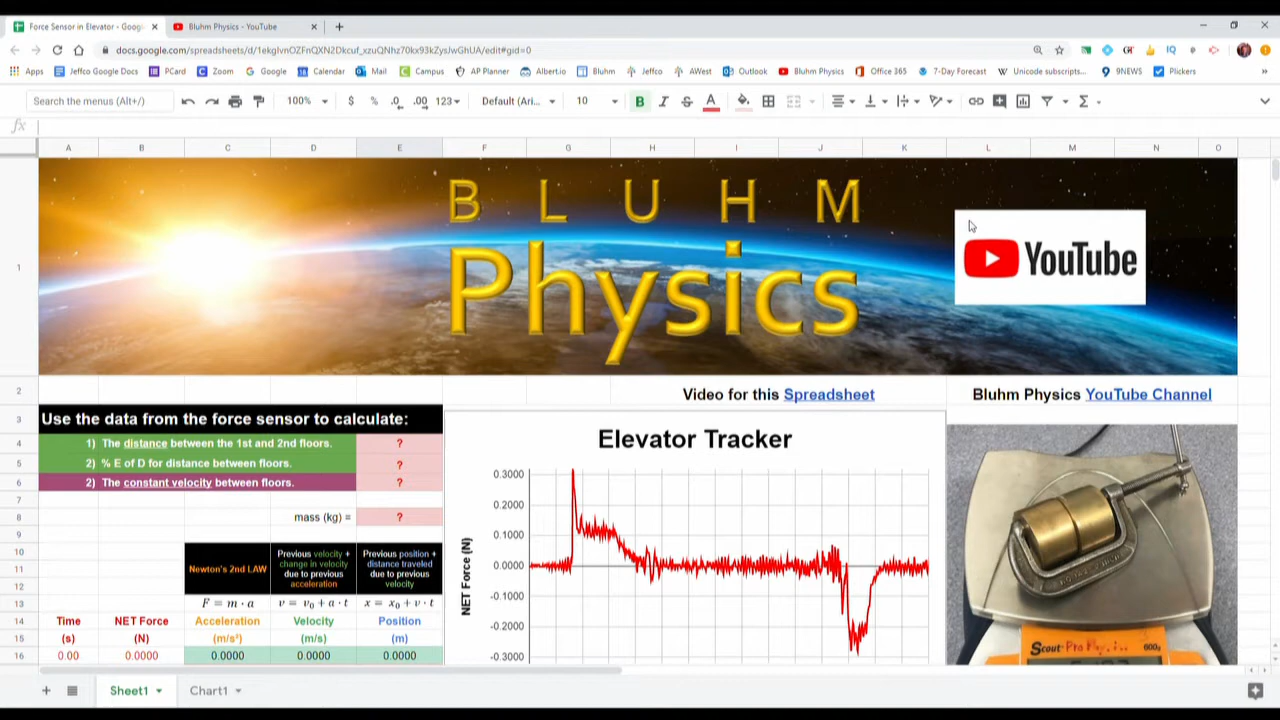 Force Sensor in Elevator - Goog
Bluhm Physics - YouTube
docs.google.com/spreadsheets/d/1ekgIvnOZFnQXN2Dkcuf_xzuQNhz70kx93kZysJwGhUA/edit#gid=0
Apps Jeffco Google Docs PCard Zoom Google Calendar Mail Campus AP Planner Albert.io Bluhm Jeffco AWest Outlook Bluhm Physics Office 365 7-Day Forecast Unicode subscripts... 9NEWS Plickers
Search the menus (Alt+/) 100% $ % .0 .00 123 Default (Ari... 10 B I S A
fx
A B C D E F G H I J K L M N O
1
BLUHM
Physics
YouTube
2
Video for this Spreadsheet
Bluhm Physics YouTube Channel
3 Use the data from the force sensor to calculate:
4 1) The distance between the 1st and 2nd floors. ?
5 2) % E of D for distance between floors. ?
6 2) The constant velocity between floors. ?
7
8 mass (kg) = ?
9
10
11
12
Newton's 2nd LAW
Previous velocity +
change in velocity
due to previous
acceleration
Previous position +
distance traveled
due to previous
velocity
13 F = m · a v = v₀ + a · t x = x₀ + v · t
14 Time NET Force Acceleration Velocity Position
15 (s) (N) (m/s²) (m/s) (m)
16 0.00 0.0000 0.0000 0.0000 0.0000
Elevator Tracker
NET Force (N)
0.3000
0.2000
0.1000
0.0000
-0.1000
-0.2000
-0.3000
Scout Pro
600g
Sheet1
Chart1